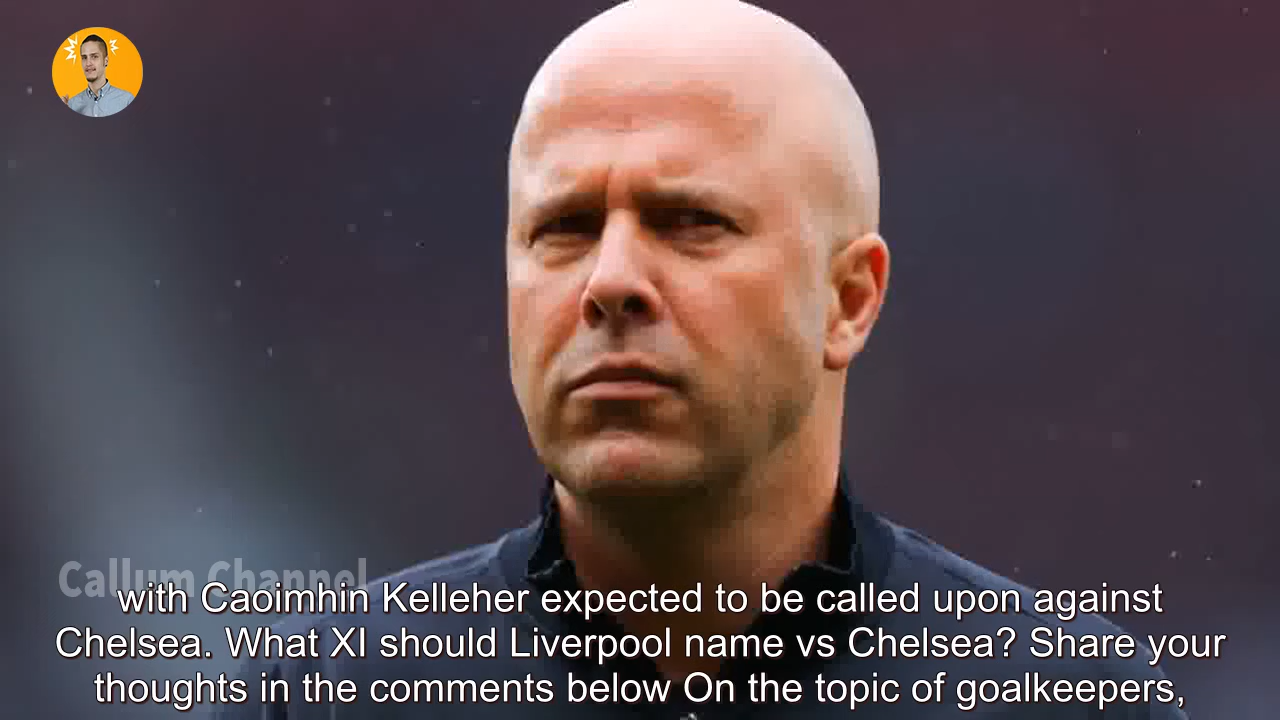 Callum Channel
with Caoimhin Kelleher expected to be called upon against
Chelsea. What XI should Liverpool name vs Chelsea? Share your
thoughts in the comments below On the topic of goalkeepers,